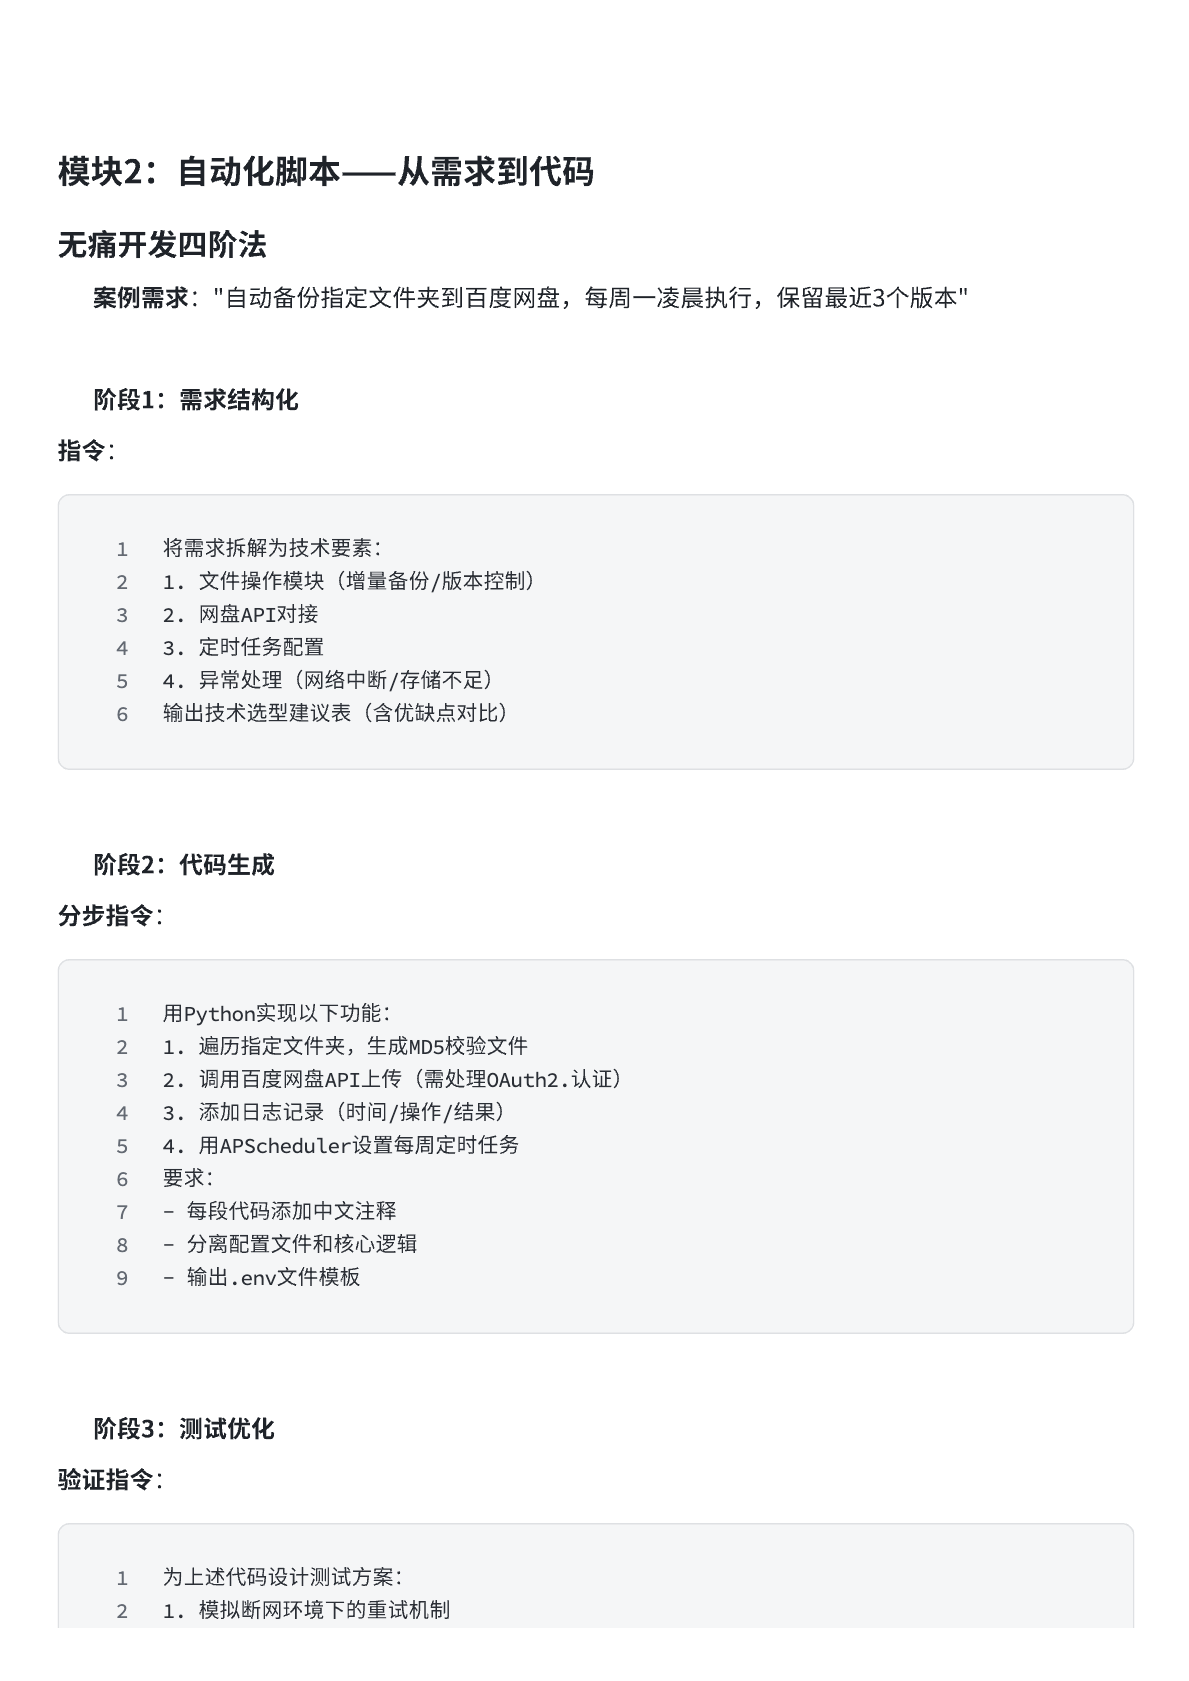 模块2：自动化脚本——从需求到代码
无痛开发四阶法
案例需求："自动备份指定文件夹到百度网盘，每周一凌晨执行，保留最近3个版本"
阶段1：需求结构化
指令：
1 将需求拆解为技术要素：
2 1. 文件操作模块（增量备份/版本控制）
3 2. 网盘API对接
4 3. 定时任务配置
5 4. 异常处理（网络中断/存储不足）
6 输出技术选型建议表（含优缺点对比）
阶段2：代码生成
分步指令：
1 用Python实现以下功能：
2 1. 遍历指定文件夹，生成MD5校验文件
3 2. 调用百度网盘API上传（需处理OAuth2.认证）
4 3. 添加日志记录（时间/操作/结果）
5 4. 用APScheduler设置每周定时任务
6 要求：
7 - 每段代码添加中文注释
8 - 分离配置文件和核心逻辑
9 - 输出.env文件模板
阶段3：测试优化
验证指令：
1 为上述代码设计测试方案：
2 1. 模拟断网环境下的重试机制